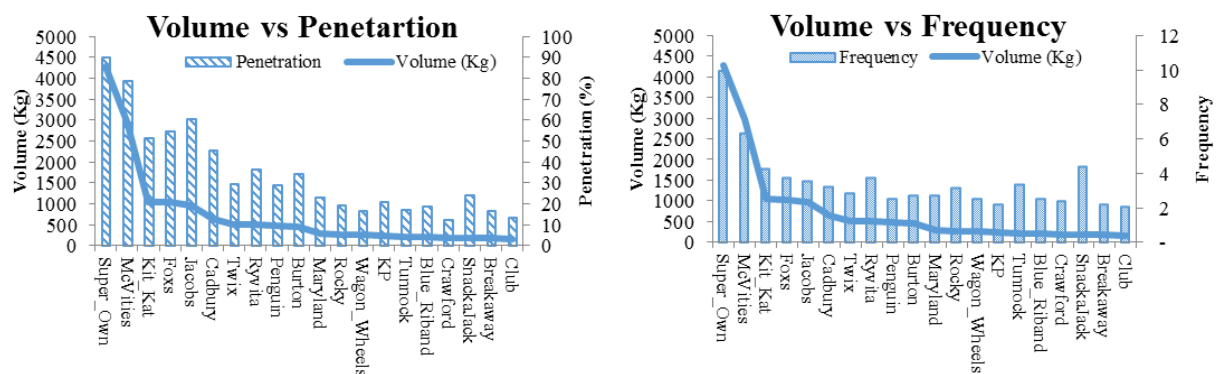 Volume vs Penetartion
5000
4500
4000
3500
3000
2500
2000
1500
1000
500
0
Volume (Kg)
Penetration
Volume (Kg)
100
90
80
70
60
50
40
30
20
10
0
Penetration (%)
Super_Own
McVities
Kit_Kat
Foxs
Jacobs
Cadbury
Twix
Ryvita
Penguin
Burton
Maryland
Rocky
Wagon_Wheels
KP
Tunnock
Blue_Riband
Crawford
SnackaJack
Breakaway
Club
Volume vs Frequency
5000
4500
4000
3500
3000
2500
2000
1500
1000
500
0
Volume (Kg)
Frequency
Volume (Kg)
12
10
8
6
4
2
-
Frequency
Super_Own
McVities
Kit_Kat
Foxs
Jacobs
Cadbury
Twix
Ryvita
Penguin
Burton
Maryland
Rocky
Wagon_Wheels
KP
Tunnock
Blue_Riband
Crawford
SnackaJack
Breakaway
Club